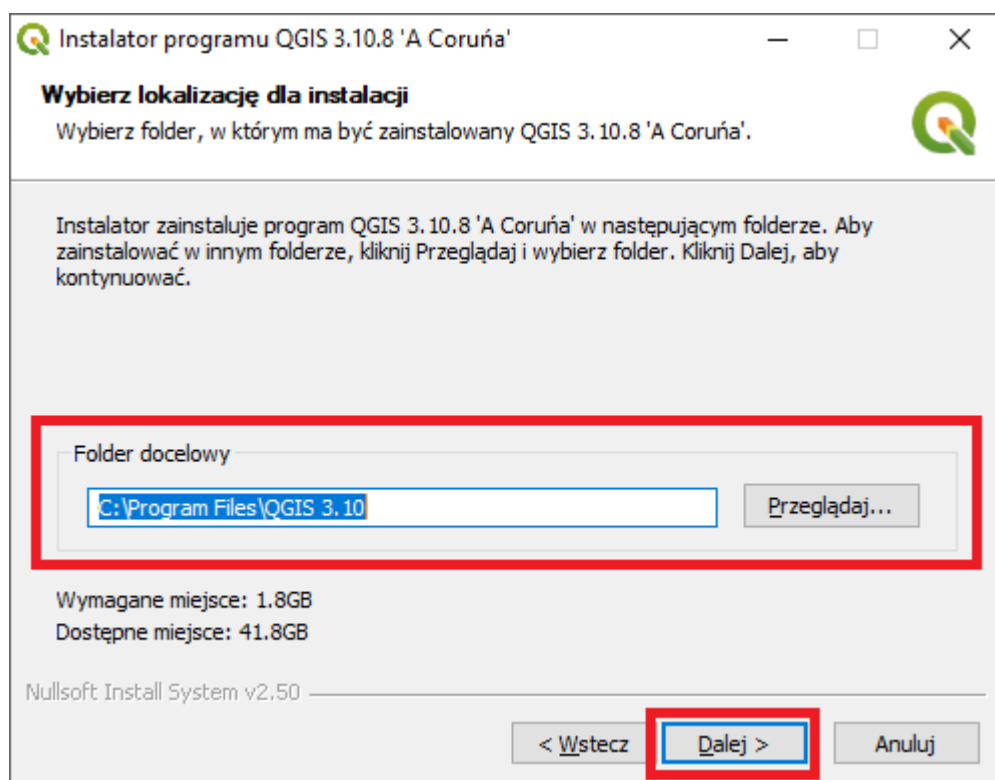 Instalator programu QGIS 3.10.8 'A Coruńa'
Wybierz lokalizację dla instalacji
Wybierz folder, w którym ma być zainstalowany QGIS 3.10.8 'A Coruńa'.
Instalator zainstaluje program QGIS 3.10.8 'A Coruńa' w następującym folderze. Aby
zainstalować w innym folderze, kliknij Przeglądaj i wybierz folder. Kliknij Dalej, aby
kontynuować.
Folder docelowy
C:\Program Files\QGIS 3.10
Przeglądaj...
Wymagane miejsce: 1.8GB
Dostępne miejsce: 41.8GB
Nullsoft Install System v2.50
< Wstecz
Dalej >
Anuluj